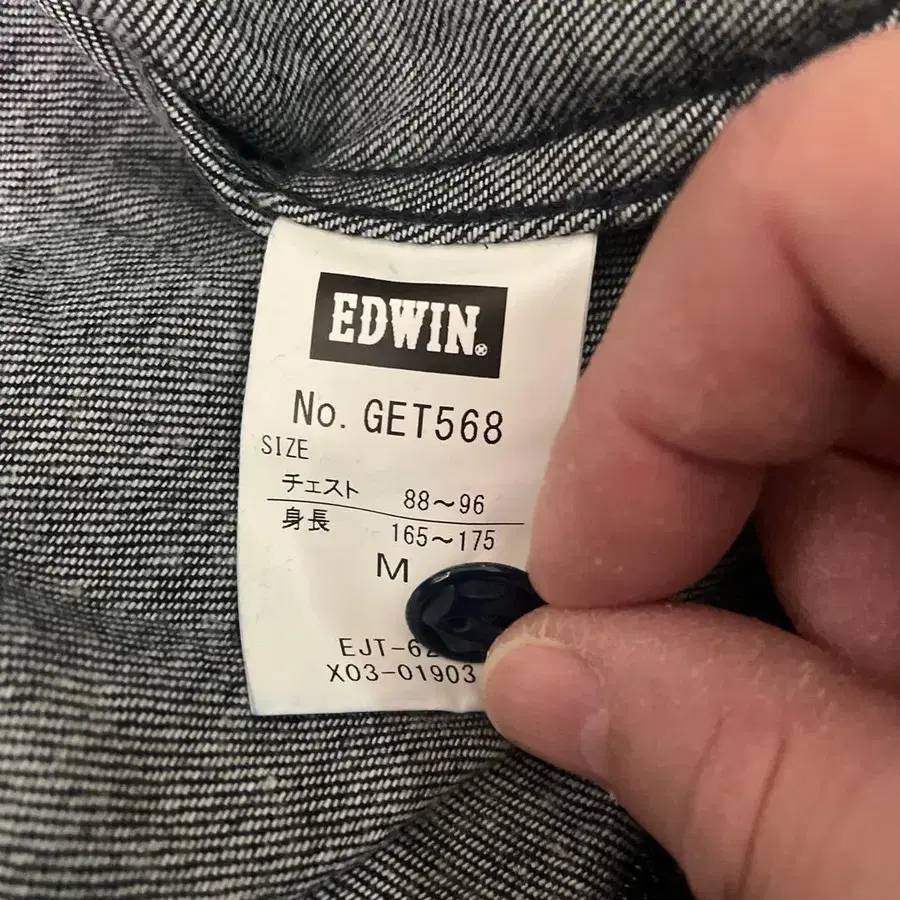 EDWIN
No. GET568
SIZE
チェスト 88～96
身長 165～175
M
X03-01903